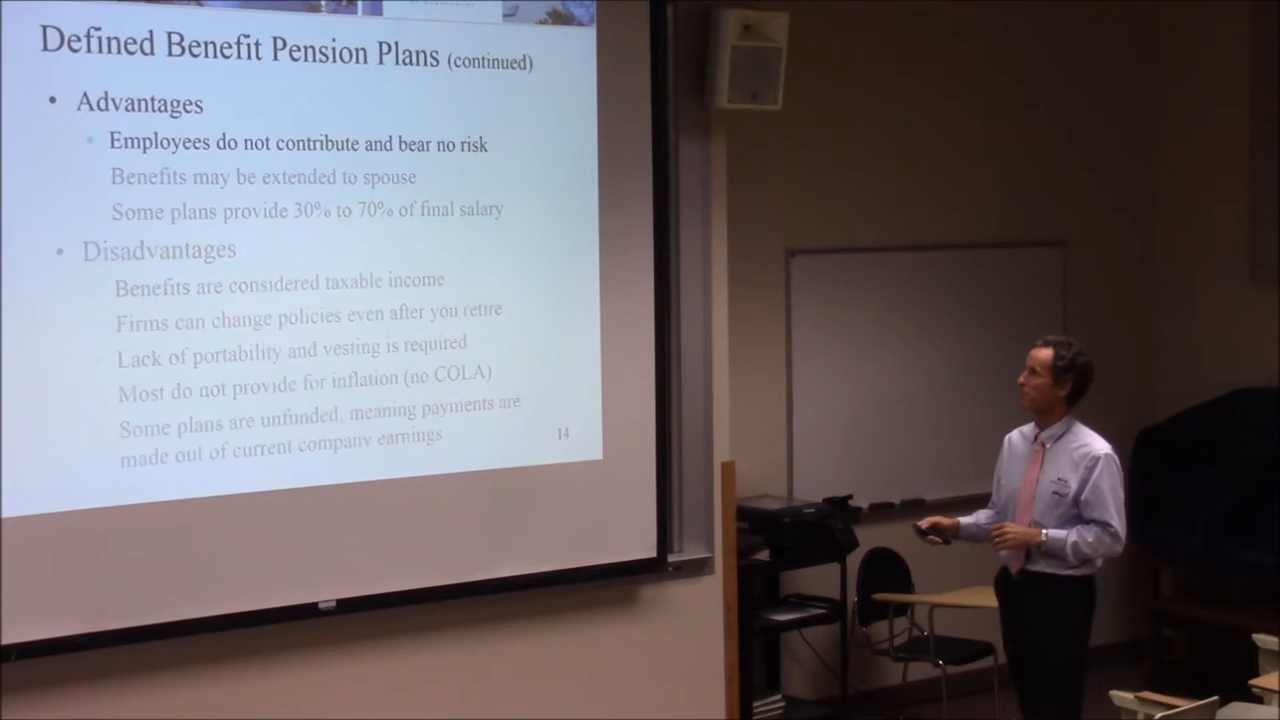 Defined Benefit Pension Plans (continued)
• Advantages
• Employees do not contribute and bear no risk
Benefits may be extended to spouse
Some plans provide 30% to 70% of final salary
• Disadvantages
Benefits are considered taxable income
Firms can change policies even after you retire
Lack of portability and vesting is required
Most do not provide for inflation (no COLA)
Some plans are unfunded, meaning payments are
made out of current company earnings
14